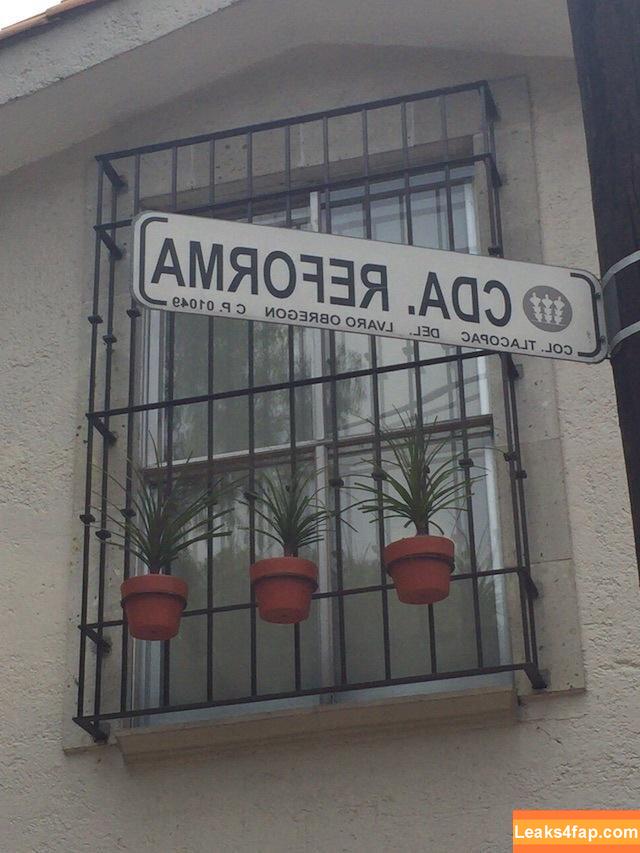 CDA. REFORMA
COL. TLACOPAC DEL. LVARO OBREGON C P. 01049
Leaks4fap.com